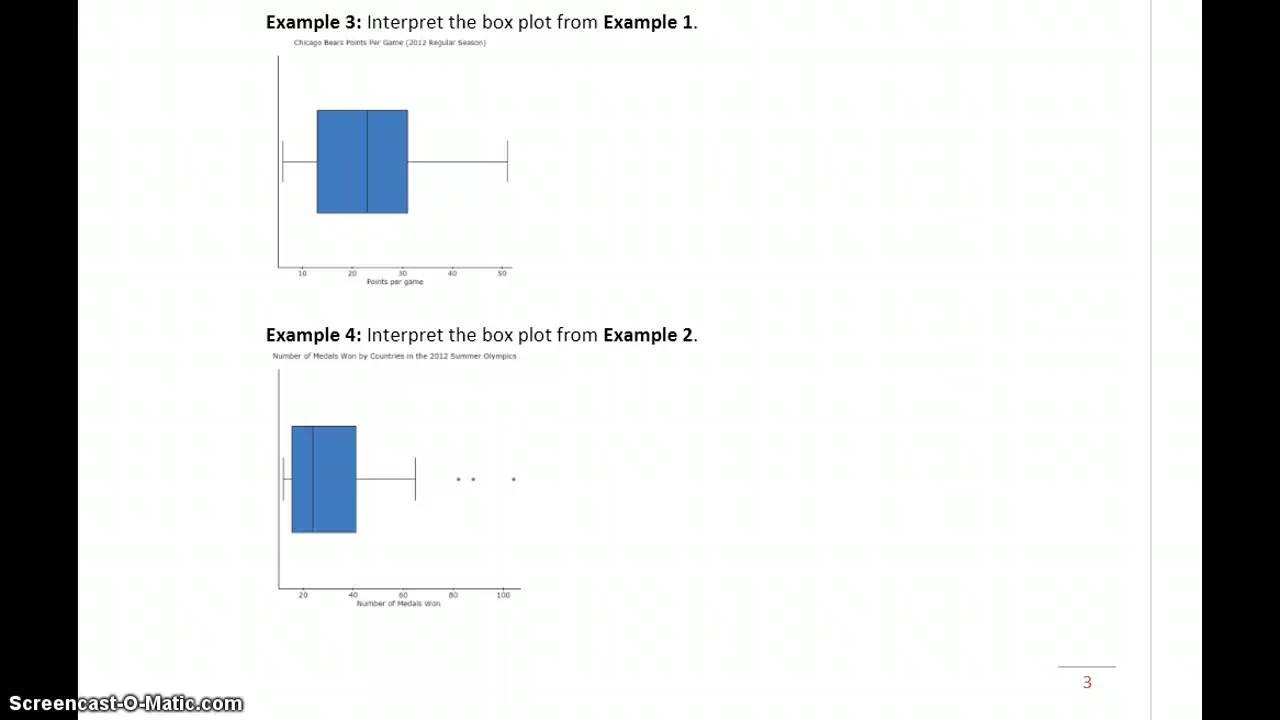 Example 3: Interpret the box plot from Example 1.
Chicago Bears Points Per Game (2012 Regular Season)
10 20 30 40 50
Points per game
Example 4: Interpret the box plot from Example 2.
Number of Medals Won by Countries in the 2012 Summer Olympics
20 40 60 80 100
Number of Medals Won
3
Screencast-O-Matic.com